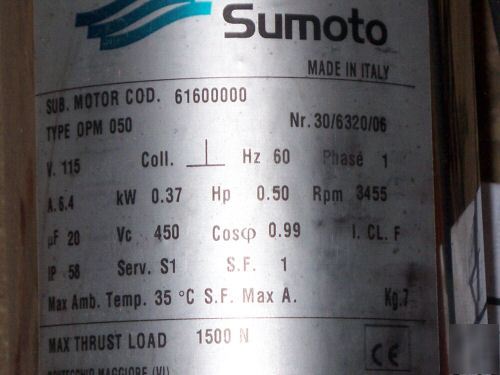 Sumoto
MADE IN ITALY
SUB. MOTOR COD. 61600000
TYPE OPM 050 Nr. 30/6320/06
V. 115 Coll. Hz 60 Phase 1
A. 6.4 kW 0.37 Hp 0.50 Rpm 3455
µF 20 Vc 450 Cosφ 0.99 I. CL. F
IP 58 Serv. S1 S.F. 1
Max Amb. Temp. 35 °C S.F. Max A. Kg. 7
MAX THRUST LOAD 1500 N
CE
MAGGIORE (VI)